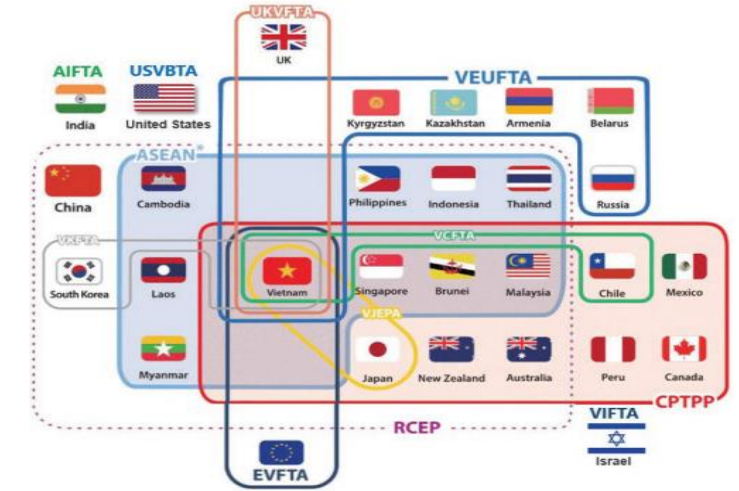 UKVFTA
UK
AIFTA
USVBTA
VEUFTA
India
United States
Kyrgyzstan
Kazakhstan
Armenia
Belarus
ASEAN
China
Cambodia
Philippines
Indonesia
Thailand
Russia
VKFTA
VCFTA
South Korea
Laos
Vietnam
Singapore
Brunei
Malaysia
Chile
Mexico
VJEPA
Myanmar
Japan
New Zealand
Australia
Peru
Canada
CPTPP
RCEP
VIFTA
Israel
EVFTA